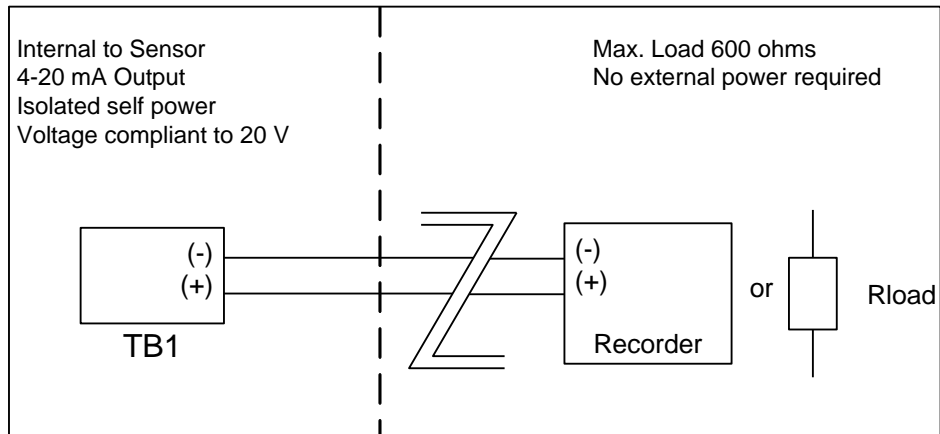 Internal to Sensor
4-20 mA Output
Isolated self power
Voltage compliant to 20 V
Max. Load 600 ohms
No external power required
(-)
(+)
TB1
(-)
(+)
Recorder
or
Rload